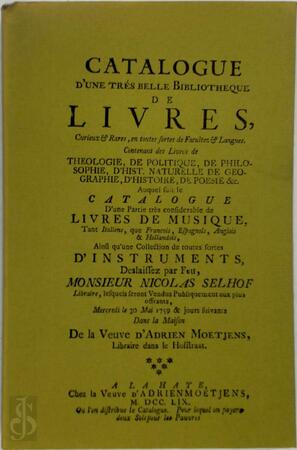 CATALOGUE
D'UNE TRÉS BELLE BIBLIOTHEQUE
DE
LIVRES,
Curieux & Rares, en toutes sortes de Facultez & Langues.
Contenant des Livres de
THEOLOGIE, DE POLITIQUE, DE PHILO-
SOPHIE, D'HIST. NATURELLE DE GEO-
GRAPHIE, D'HISTOIRE, DE POESIE &c.
Auquel suit le
CATALOGUE
D'une Partie très considerable de
LIVRES DE MUSIQUE,
Tant Italiens, que François, Espagnols, Anglois
& Hollandois,
Ainsi qu'une Collection de toutes sortes
D'INSTRUMENTS,
Delaissez par Feu,
MONSIEUR NICOLAS SELHOF
Libraire, lesquels seront Vendus Publiquement aux plus
offrants,
Mercredi le 30 Mai 1759 & jours suivants
Dans la Maison
De la Veuve D'ADRIEN MOETJENS,
Libraire dans le Hofstraat.
A LA HAYE,
Chez la Veuve D'ADRIEN MOETJENS,
M. DCC. LIX.
Ou l'on distribue le Catalogue. Pour lequel on payera
deux Sols pour les Pauvres